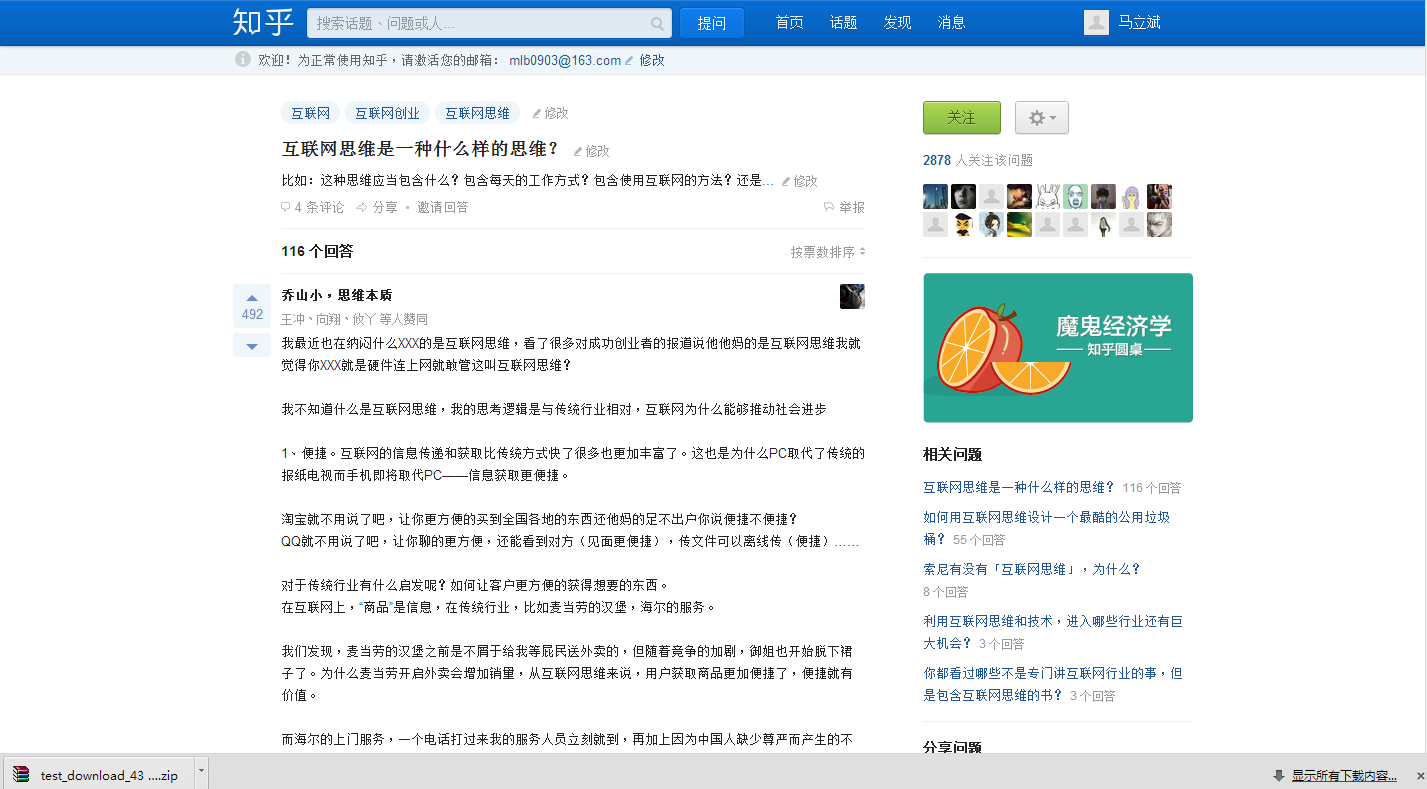 知乎 搜索话题、问题或人... 提问 首页 话题 发现 消息 马立斌
欢迎！为正常使用知乎，请激活您的邮箱： mlb0903@163.com 修改
互联网 互联网创业 互联网思维 修改
互联网思维是一种什么样的思维？ 修改
比如：这种思维应当包含什么？包含每天的工作方式？包含使用互联网的方法？还是... 修改
4 条评论 分享 • 邀请回答 举报
116 个回答 按票数排序
492
乔山小，思维本质
王冲、向翔、攸丫 等人赞同
我最近也在纳闷什么XXX的是互联网思维，看了很多对成功创业者的报道说他他妈的是互联网思维我就
觉得你XXX就是硬件连上网就敢管这叫互联网思维？
我不知道什么是互联网思维，我的思考逻辑是与传统行业相对，互联网为什么能够推动社会进步
1、便捷。互联网的信息传递和获取比传统方式快了很多也更加丰富了。这也是为什么PC取代了传统的
报纸电视而手机即将取代PC——信息获取更便捷。
淘宝就不用说了吧，让你更方便的买到全国各地的东西还他妈的足不出户你说便捷不便捷？
QQ就不用说了吧，让你聊的更方便，还能看到对方（见面更便捷），传文件可以离线传（便捷）……
对于传统行业有什么启发呢？如何让客户更方便的获得想要的东西。
在互联网上，“商品”是信息，在传统行业，比如麦当劳的汉堡，海尔的服务。
我们发现，麦当劳的汉堡之前是不屑于给我等屁民送外卖的，但随着竞争的加剧，御姐也开始脱下裙
子了。为什么麦当劳开启外卖会增加销量，从互联网思维来说，用户获取商品更加便捷了，便捷就有
价值。
而海尔的上门服务，一个电话打过来我的服务人员立刻就到，再加上因为中国人缺少尊严而产生的不
关注
2878 人关注该问题
魔鬼经济学
知乎圆桌
相关问题
互联网思维是一种什么样的思维？ 116 个回答
如何用互联网思维设计一个最酷的公用垃圾
桶？ 55 个回答
索尼有没有「互联网思维」，为什么？
8 个回答
利用互联网思维和技术，进入哪些行业还有巨
大机会？ 3 个回答
你都看过哪些不是专门讲互联网行业的事，但
是包含互联网思维的书？ 3 个回答
分享问题
test_download_43 ....zip 显示所有下载内容...